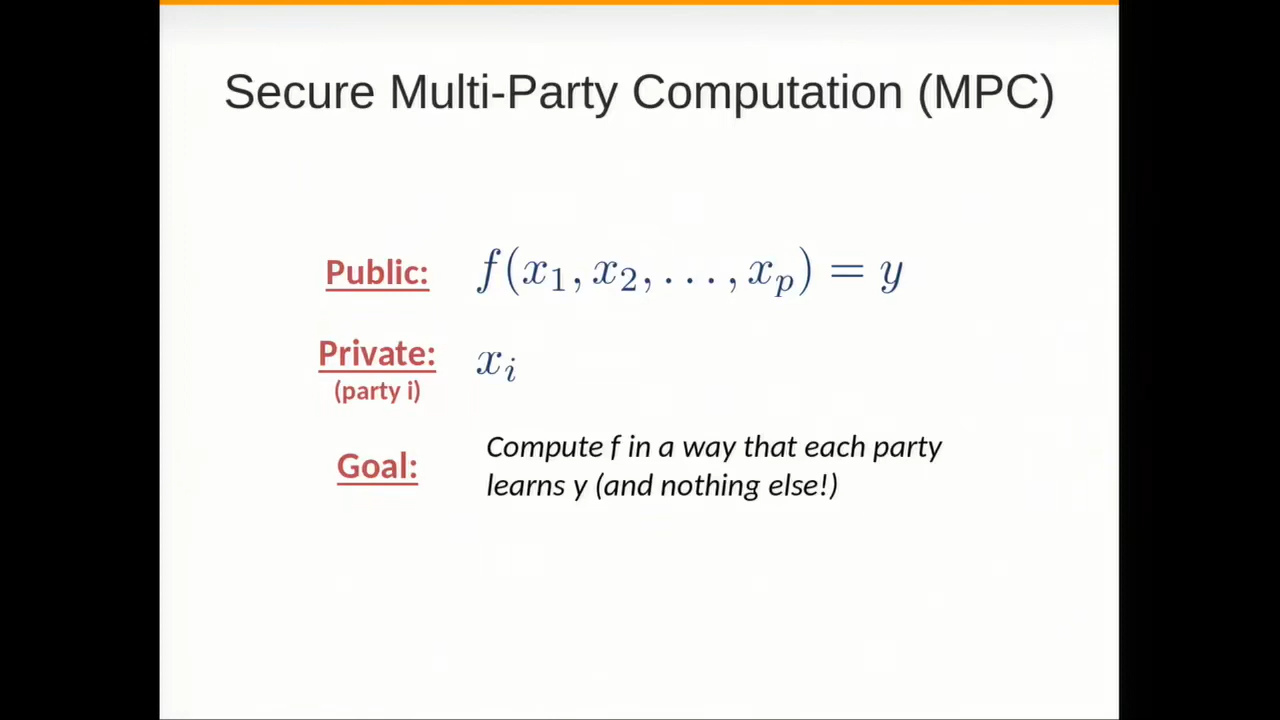 Secure Multi-Party Computation (MPC)
Public: f(x₁, x₂, . . . , xₚ) = y
Private: xᵢ
(party i)
Goal: Compute f in a way that each party
learns y (and nothing else!)